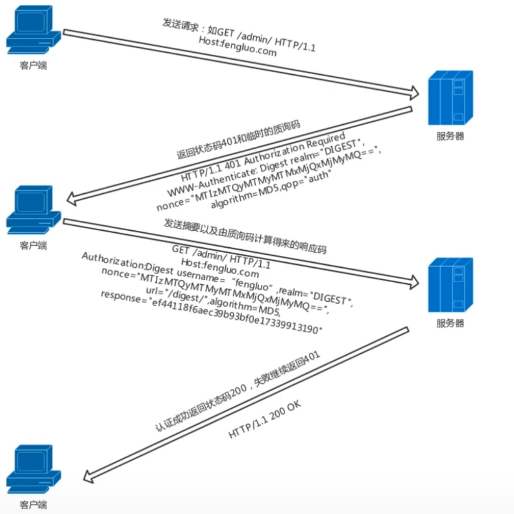 发送请求：如GET /admin/ HTTP/1.1
Host:fengluo.com
客户端
服务器
返回状态码401和临时的质询码
HTTP/1.1 401 Authorization Required
WWW-Authenticate: Digest realm="DIGEST",
nonce="MTIzMTQyMTMyMTMxMjQxMjMyMQ==",
algorithm=MD5,qop="auth"
客户端
发送摘要以及由质询码计算得来的响应码
GET /admin/ HTTP/1.1
Host:fengluo.com
Authorization:Digest username=“fengluo”,realm="DIGEST",
nonce="MTIzMTQyMTMyMTMxMjQxMjMyMQ==",
url="/digest/",algorithm=MD5,
response="ef44118f6aec39b93bf0e17339913190"
服务器
认证成功返回状态码200，失败继续返回401
HTTP/1.1 200 OK
客户端